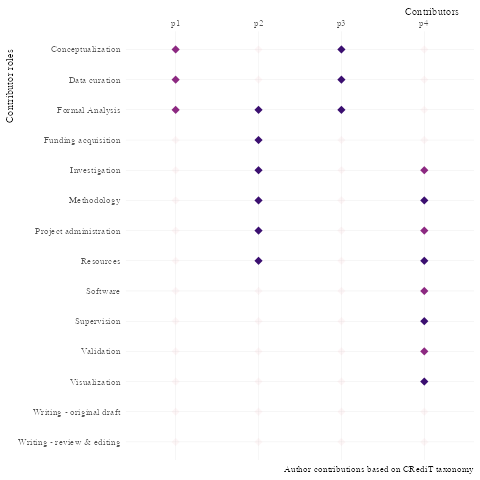 Contributors
p1 p2 p3 p4
Contributor roles
Conceptualization
Data curation
Formal Analysis
Funding acquisition
Investigation
Methodology
Project administration
Resources
Software
Supervision
Validation
Visualization
Writing - original draft
Writing - review & editing
Author contributions based on CRediT taxonomy